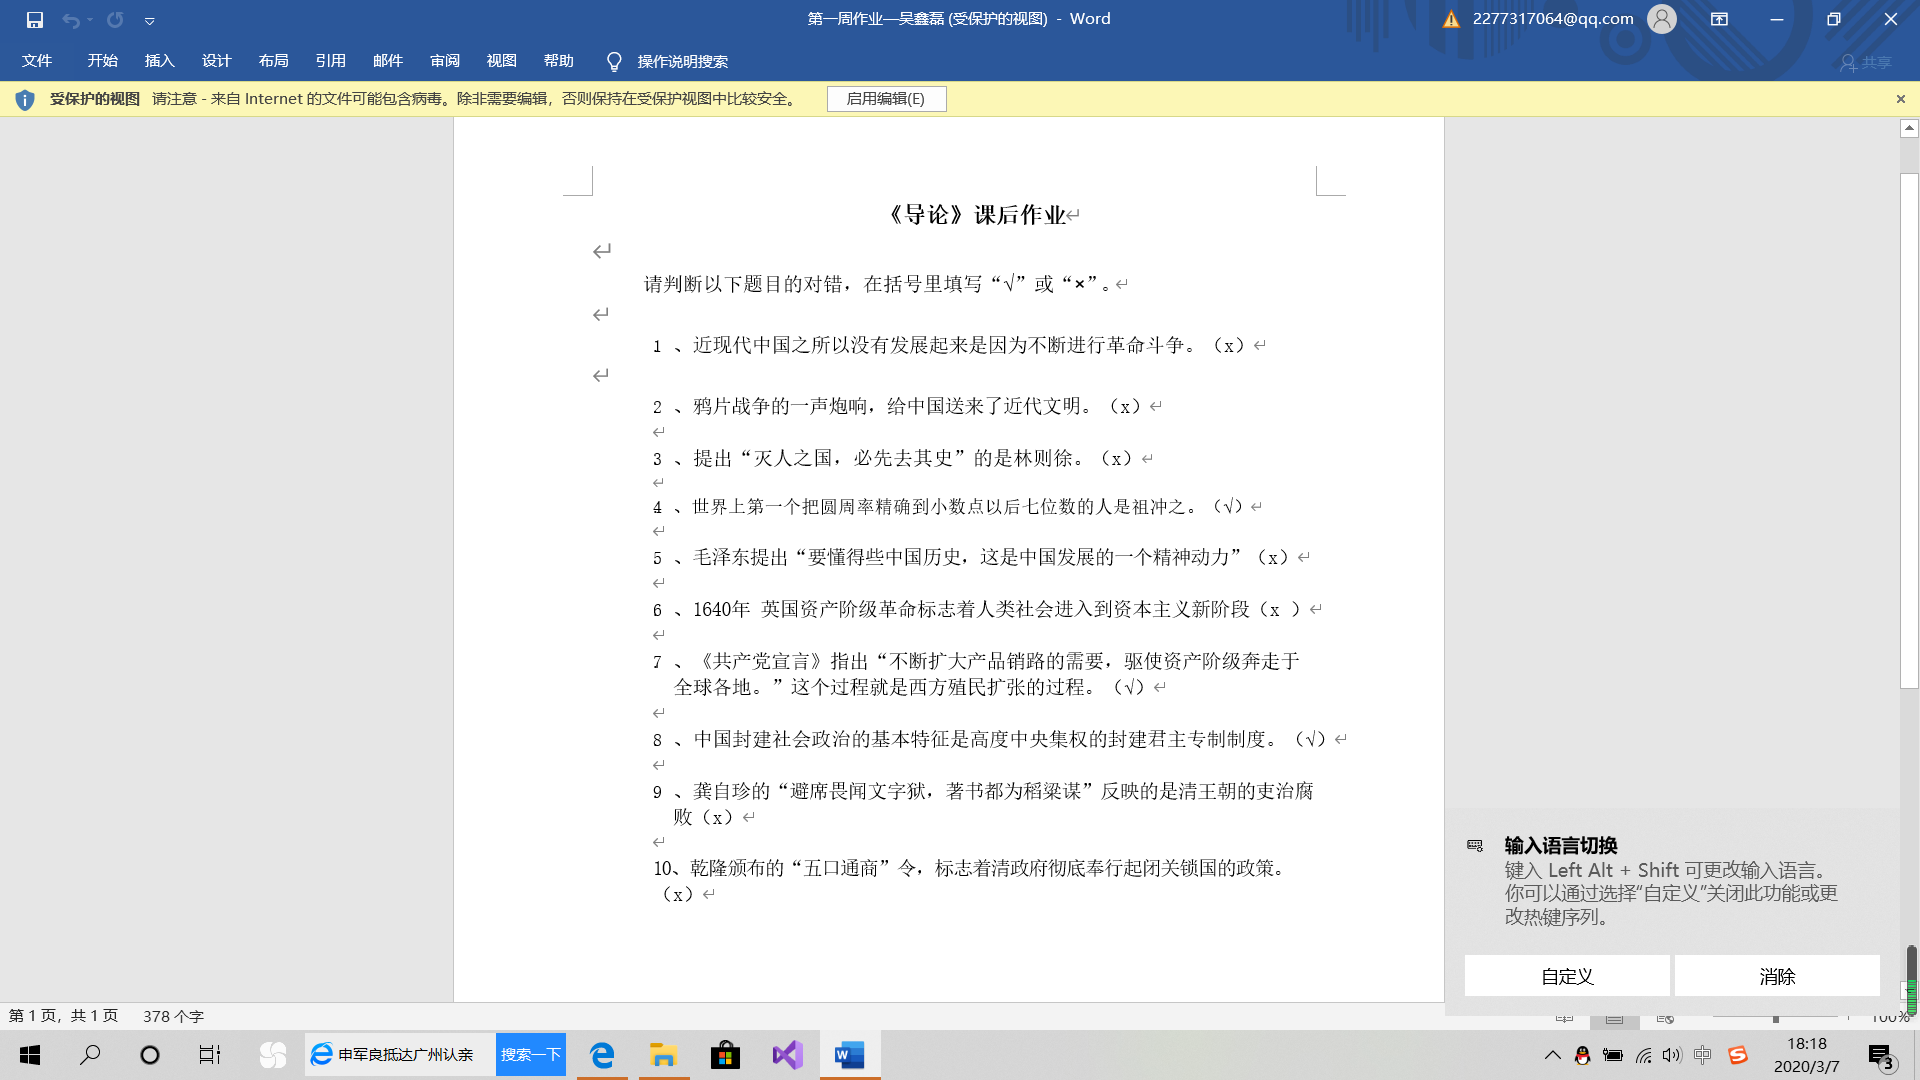 第一周作业—吴鑫磊 (受保护的视图) - Word
2277317064@qq.com
文件 开始 插入 设计 布局 引用 邮件 审阅 视图 帮助 操作说明搜索 共享
受保护的视图 请注意 - 来自 Internet 的文件可能包含病毒。除非需要编辑，否则保持在受保护视图中比较安全。 启用编辑(E)
《导论》课后作业
请判断以下题目的对错，在括号里填写“√”或“×”。
1 、近现代中国之所以没有发展起来是因为不断进行革命斗争。（x）
2 、鸦片战争的一声炮响，给中国送来了近代文明。（x）
3 、提出“灭人之国，必先去其史”的是林则徐。（x）
4 、世界上第一个把圆周率精确到小数点以后七位数的人是祖冲之。（√）
5 、毛泽东提出“要懂得些中国历史，这是中国发展的一个精神动力”（x）
6 、1640年 英国资产阶级革命标志着人类社会进入到资本主义新阶段（x ）
7 、《共产党宣言》指出“不断扩大产品销路的需要，驱使资产阶级奔走于
全球各地。”这个过程就是西方殖民扩张的过程。（√）
8 、中国封建社会政治的基本特征是高度中央集权的封建君主专制制度。（√）
9 、龚自珍的“避席畏闻文字狱，著书都为稻粱谋”反映的是清王朝的吏治腐
败（x）
10、乾隆颁布的“五口通商”令，标志着清政府彻底奉行起闭关锁国的政策。
（x）
输入语言切换
键入 Left Alt + Shift 可更改输入语言。
你可以通过选择“自定义”关闭此功能或更
改热键序列。
自定义 消除
第 1 页，共 1 页 378 个字 100%
申军良抵达广州认亲 搜索一下
中
18:18
2020/3/7
3